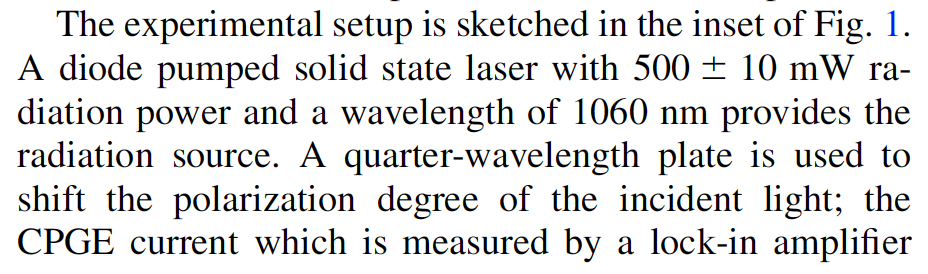 The experimental setup is sketched in the inset of Fig. 1.
A diode pumped solid state laser with 500 ± 10 mW ra-
diation power and a wavelength of 1060 nm provides the
radiation source. A quarter-wavelength plate is used to
shift the polarization degree of the incident light; the
CPGE current which is measured by a lock-in amplifier